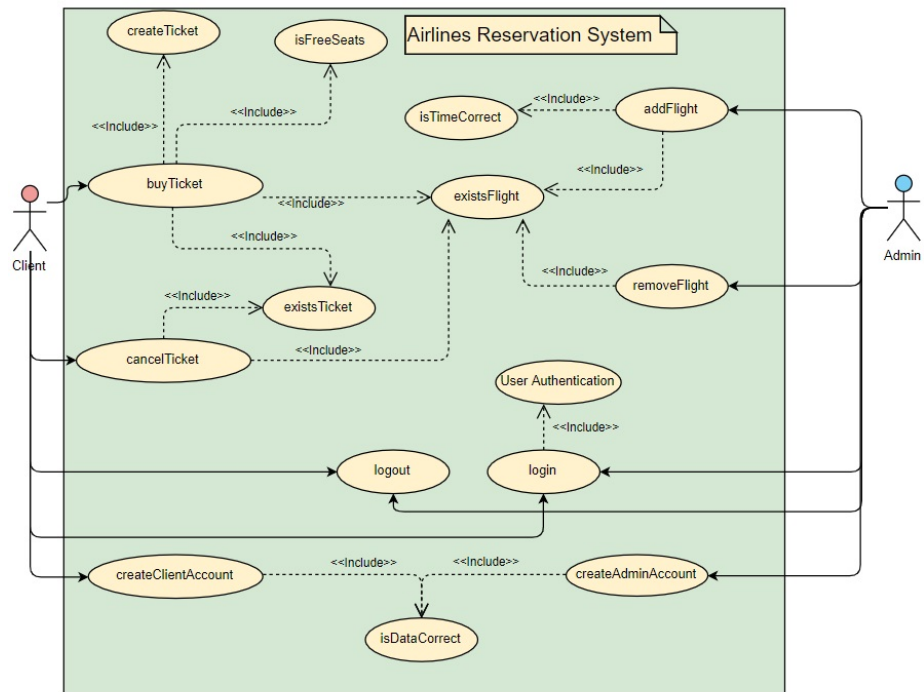 createTicket
isFreeSeats
Airlines Reservation System
<<Include>>
<<Include>>
<<Include>>
isTimeCorrect
addFlight
<<Include>>
buyTicket
<<Include>>
existsFlight
Client
<<Include>>
Admin
<<Include>>
existsTicket
<<Include>>
removeFlight
cancelTicket
<<Include>>
User Authentication
<<Include>>
logout
login
createClientAccount
<<Include>>
<<Include>>
createAdminAccount
isDataCorrect